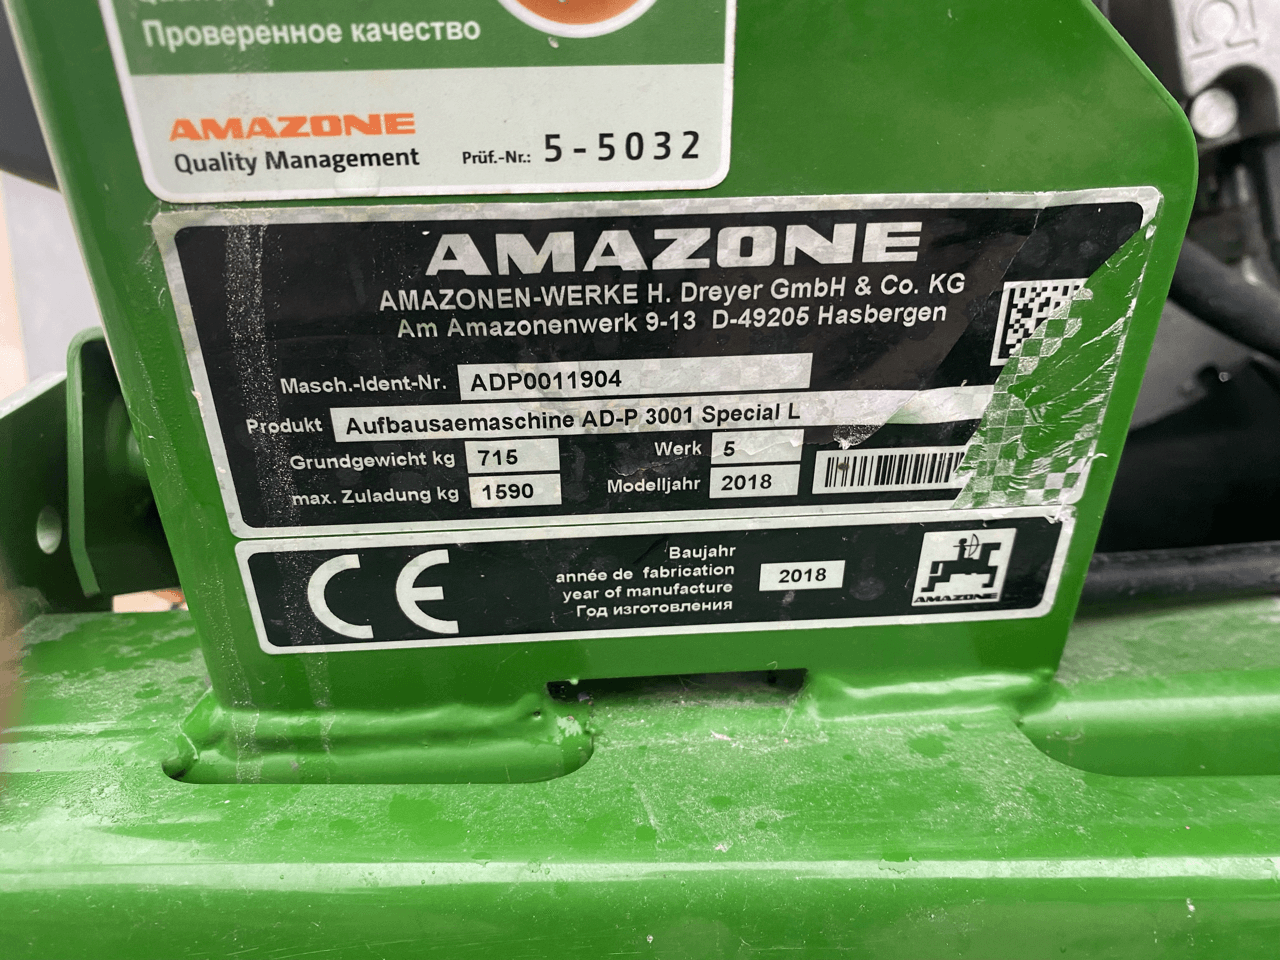 Проверенное качество
AMAZONE
Quality Management
Prüf.-Nr.: 5-5032
AMAZONE
AMAZONEN-WERKE H. Dreyer GmbH & Co. KG
Am Amazonenwerk 9-13 D-49205 Hasbergen
Masch.-Ident-Nr. ADP0011904
Produkt Aufbausaemaschine AD-P 3001 Special L
Grundgewicht kg 715
Werk 5
max. Zuladung kg 1590
Modelljahr 2018
CE
Baujahr
année de fabrication
year of manufacture
Год изготовления
2018
AMAZONE